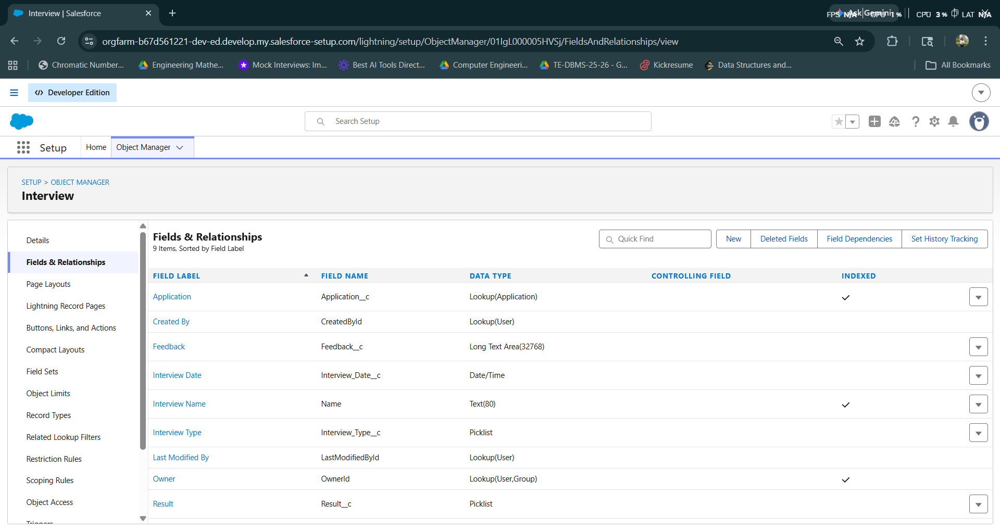 Interview | Salesforce
Ask Gemini
FPS N/A GPU 1 % CPU 3 % LAT N/A
orgfarm-b67d561221-dev-ed.develop.my.salesforce-setup.com/lightning/setup/ObjectManager/01IgL000005HVSj/FieldsAndRelationships/view
Chromatic Number... Engineering Mathe... Mock Interviews: Im... Best AI Tools Direct... Computer Engineeri... TE-DBMS-25-26 - G... Kickresume Data Structures and... All Bookmarks
Developer Edition
Search Setup
Setup Home Object Manager
SETUP > OBJECT MANAGER
Interview
Details
Fields & Relationships
Page Layouts
Lightning Record Pages
Buttons, Links, and Actions
Compact Layouts
Field Sets
Object Limits
Record Types
Related Lookup Filters
Restriction Rules
Scoping Rules
Object Access
Triggers
Fields & Relationships
9 Items, Sorted by Field Label
Quick Find New Deleted Fields Field Dependencies Set History Tracking
FIELD LABEL FIELD NAME DATA TYPE CONTROLLING FIELD INDEXED
Application Application__c Lookup(Application)
Created By CreatedById Lookup(User)
Feedback Feedback__c Long Text Area(32768)
Interview Date Interview_Date__c Date/Time
Interview Name Name Text(80)
Interview Type Interview_Type__c Picklist
Last Modified By LastModifiedById Lookup(User)
Owner OwnerId Lookup(User,Group)
Result Result__c Picklist